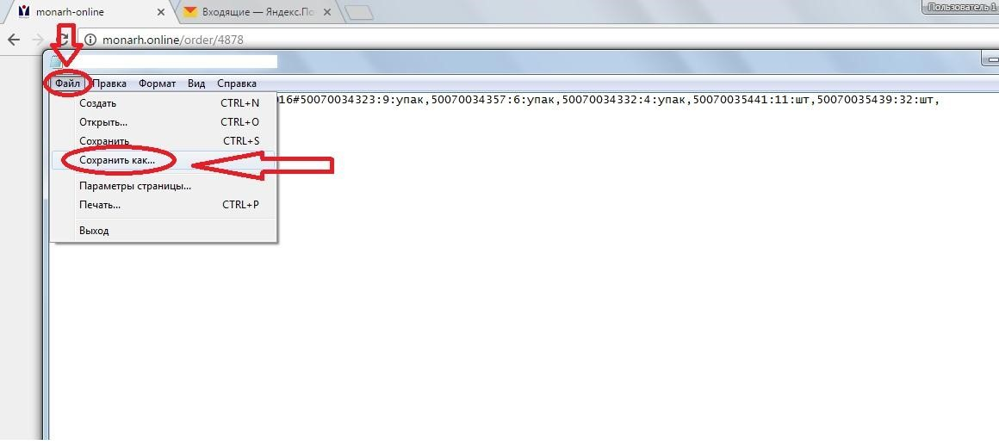 monarh-online
Входящие — Яндекс.По
Пользователь 1
monarh.online/order/4878
Файл Правка Формат Вид Справка
016#50070034323:9:упак,50070034357:6:упак,50070034332:4:упак,50070035441:11:шт,50070035439:32:шт,
Создать CTRL+N
Открыть... CTRL+O
Сохранить CTRL+S
Сохранить как...
Параметры страницы...
Печать... CTRL+P
Выход